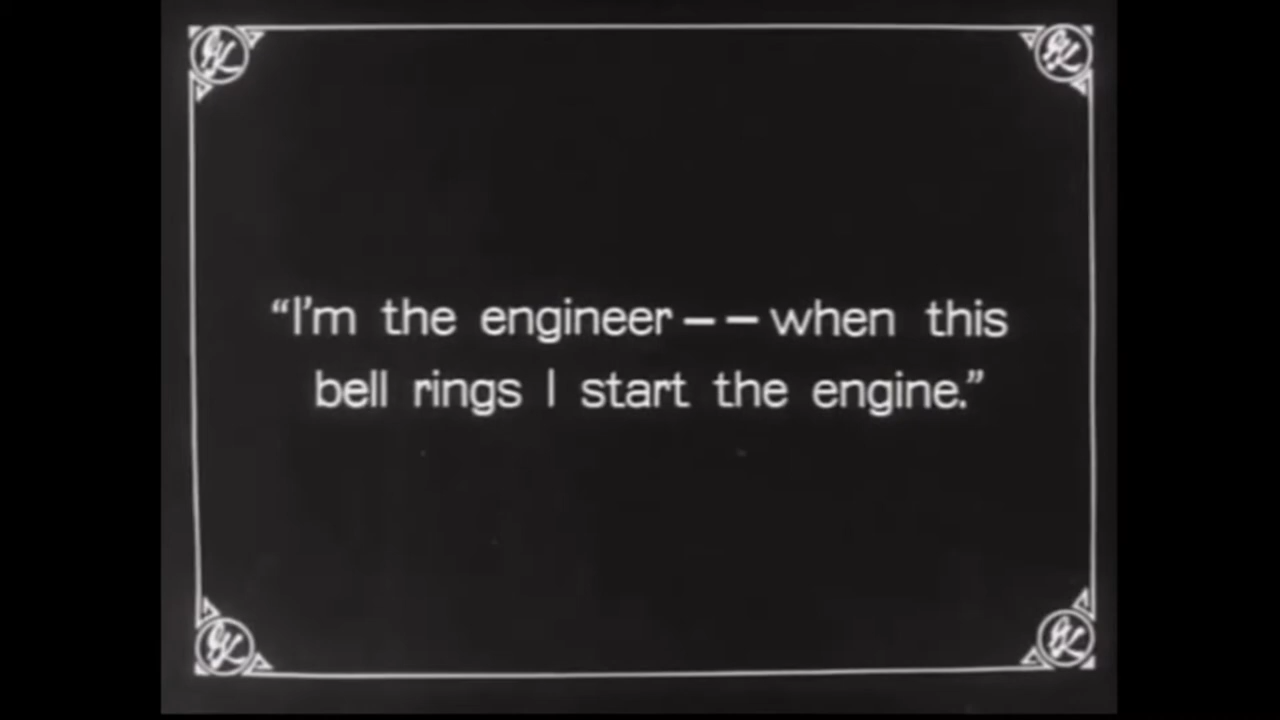 “I’m the engineer – – when this
bell rings I start the engine.”